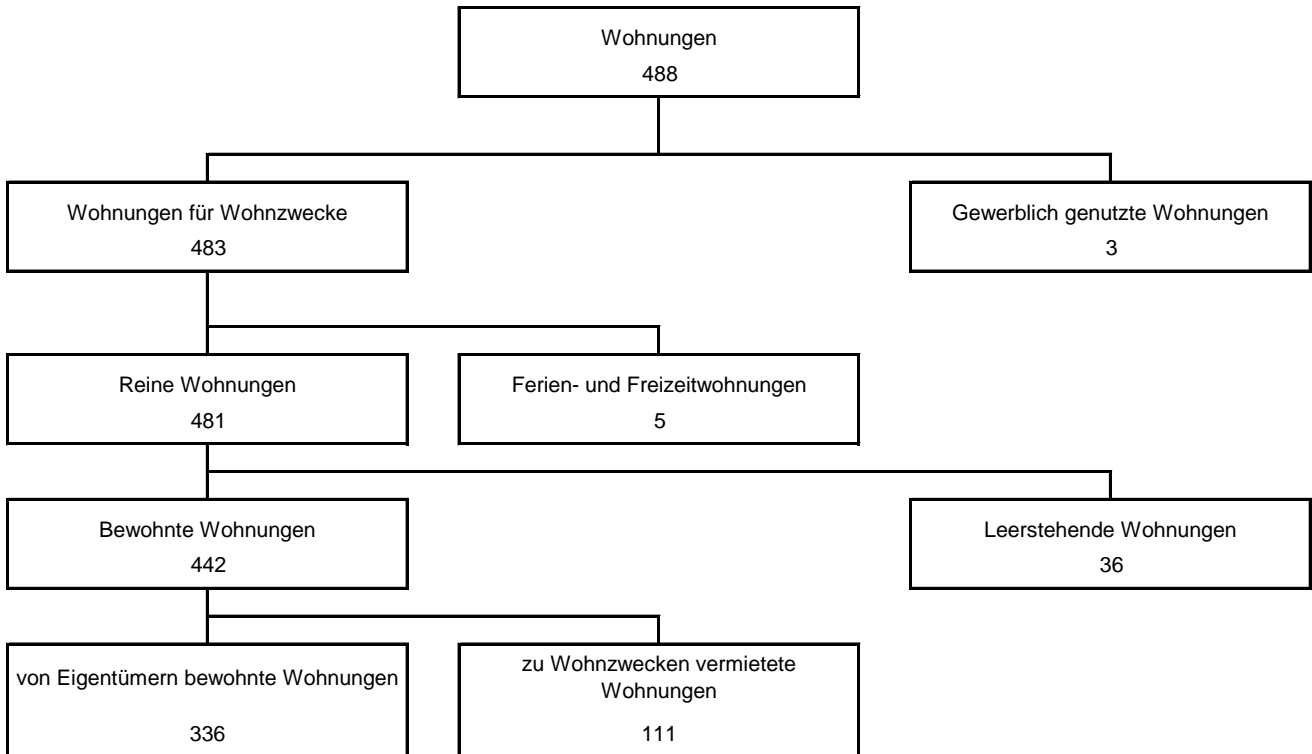 Wohnungen
488
Wohnungen für Wohnzwecke
483
Gewerblich genutzte Wohnungen
3
Reine Wohnungen
481
Ferien- und Freizeitwohnungen
5
Bewohnte Wohnungen
442
Leerstehende Wohnungen
36
von Eigentümern bewohnte Wohnungen
336
zu Wohnzwecken vermietete
Wohnungen
111